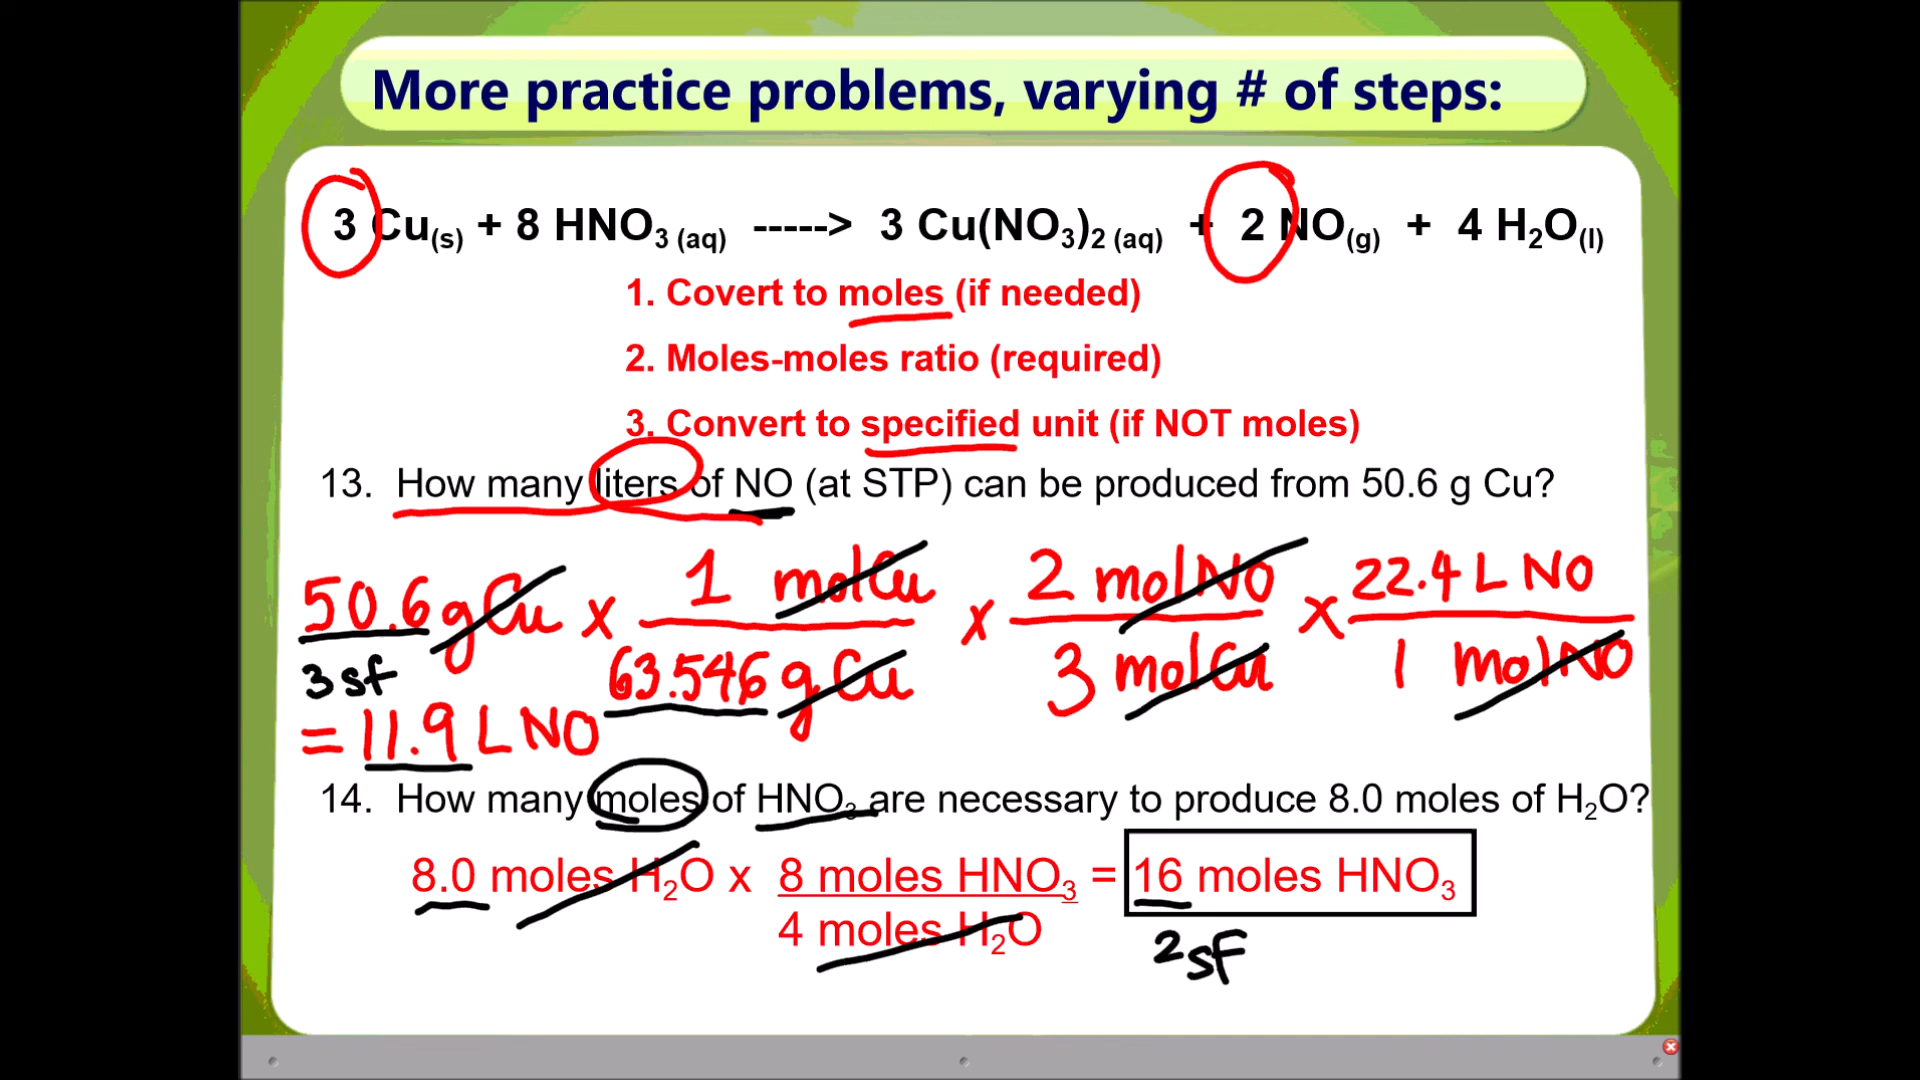 More practice problems, varying # of steps:
3 Cu(s) + 8 HNO3 (aq) -----> 3 Cu(NO3)2 (aq) + 2 NO(g) + 4 H2O(l)
1. Covert to moles (if needed)
2. Moles-moles ratio (required)
3. Convert to specified unit (if NOT moles)
13. How many liters of NO (at STP) can be produced from 50.6 g Cu?
50.6 g Cu x 1 mol Cu x 2 mol NO x 22.4 L NO
63.546 g Cu 3 mol Cu 1 mol NO
3 sf
= 11.9 L NO
14. How many moles of HNO3 are necessary to produce 8.0 moles of H2O?
8.0 moles H2O x 8 moles HNO3 = 16 moles HNO3
4 moles H2O
2 sf